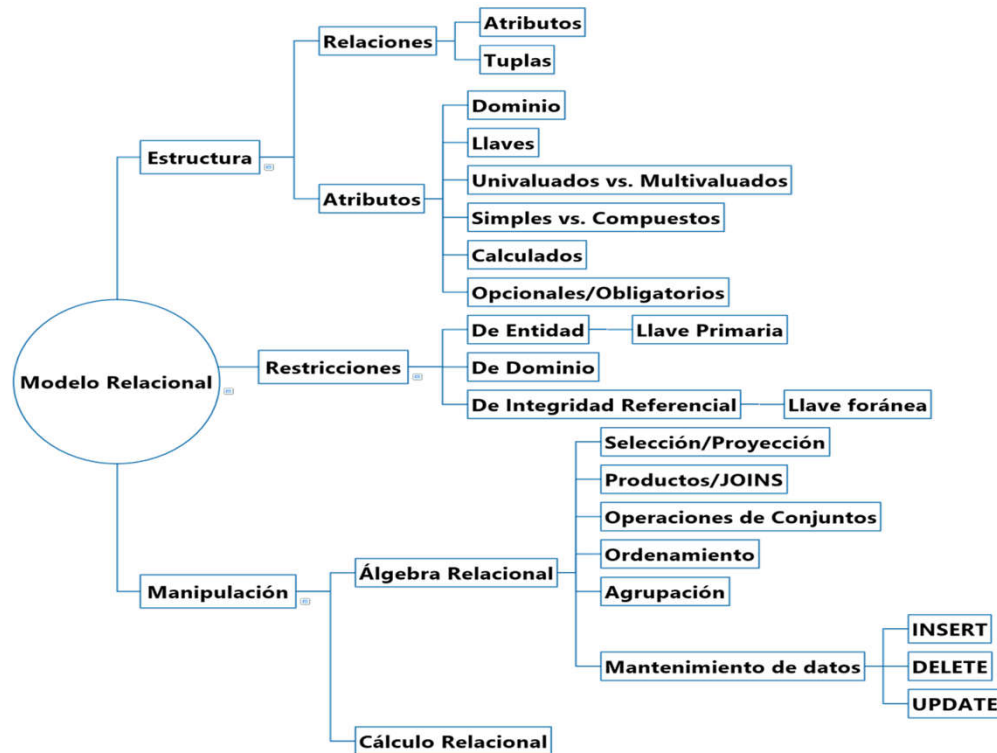 Modelo Relacional
Estructura
Relaciones
Atributos
Tuplas
Atributos
Dominio
Llaves
Univaluados vs. Multivaluados
Simples vs. Compuestos
Calculados
Opcionales/Obligatorios
Restricciones
De Entidad
Llave Primaria
De Dominio
De Integridad Referencial
Llave foránea
Manipulación
Álgebra Relacional
Selección/Proyección
Productos/JOINS
Operaciones de Conjuntos
Ordenamiento
Agrupación
Mantenimiento de datos
INSERT
DELETE
UPDATE
Cálculo Relacional